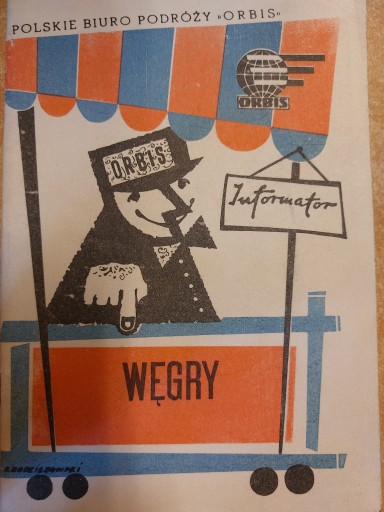 POLSKIE BIURO PODRÓŻY „ORBIS"
ORBIS
ORBIS
Informator
WĘGRY